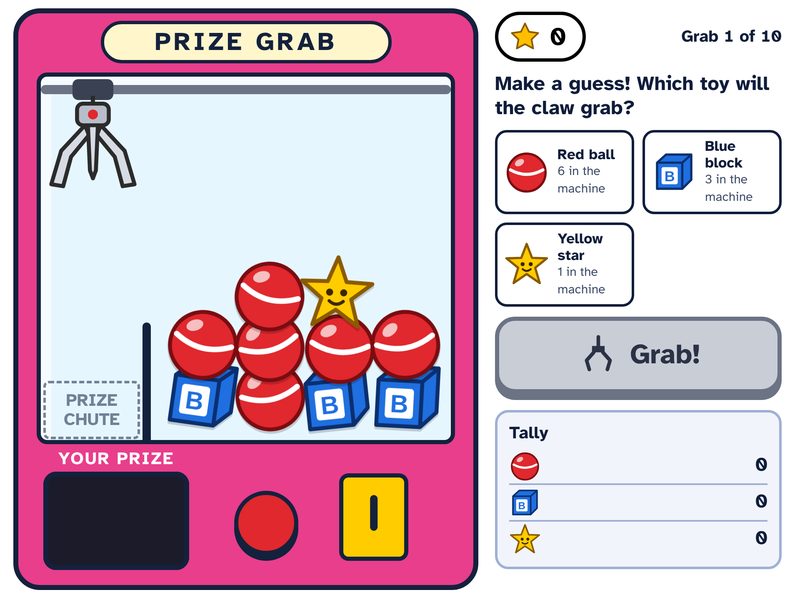 PRIZE GRAB
PRIZE
CHUTE
B
B
B
YOUR PRIZE
0
Grab 1 of 10
Make a guess! Which toy will
the claw grab?
Red ball
6 in the
machine
B
Blue
block
3 in the
machine
Yellow
star
1 in the
machine
Grab!
Tally
0
B
0
0